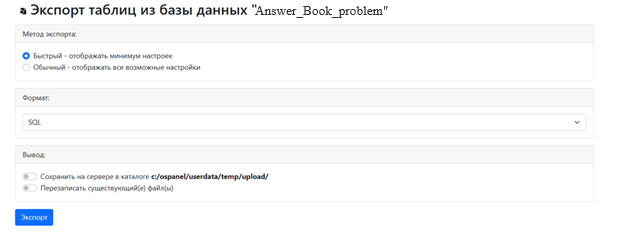 Экспорт таблиц из базы данных "Answer_Book_problem"
Метод экспорта:
Быстрый - отображать минимум настроек
Обычный - отображать все возможные настройки
Формат:
SQL
Вывод:
Сохранить на сервере в каталоге c:/ospanel/userdata/temp/upload/
Перезаписать существующий(е) файл(ы)
Экспорт